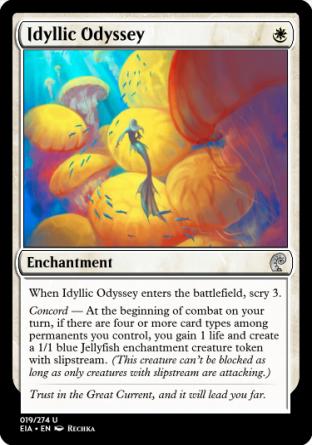 Idyllic Odyssey
Enchantment
When Idyllic Odyssey enters the battlefield, scry 3.
Concord — At the beginning of combat on your
turn, if there are four or more card types among
permanents you control, you gain 1 life and create
a 1/1 blue Jellyfish enchantment creature token
with slipstream. (This creature can't be blocked as
long as only creatures with slipstream are attacking.)
Trust in the Great Current, and it will lead you far.
019/274 U
EIA • EN Rechka